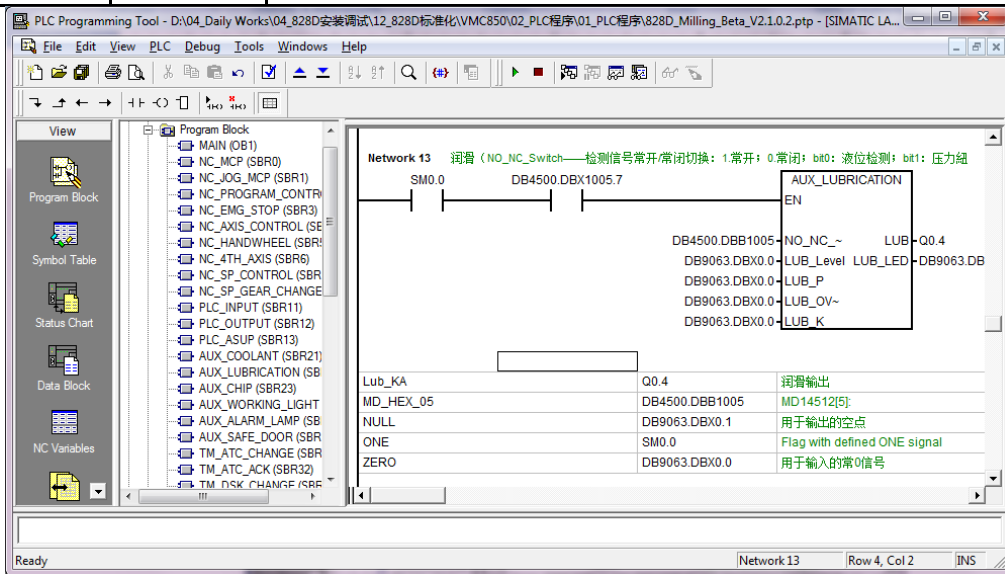 PLC Programming Tool - D:\04_Daily Works\04_828D安装调试\12_828D标准化\VMC850\02_PLC程序\01_PLC程序\828D_Milling_Beta_V2.1.0.2.ptp - [SIMATIC LA...
File Edit View PLC Debug Tools Windows Help
View
Program Block
Symbol Table
Status Chart
Data Block
NC Variables
Program Block
MAIN (OB1)
NC_MCP (SBR0)
NC_JOG_MCP (SBR1)
NC_PROGRAM_CONTR
NC_EMG_STOP (SBR3)
NC_AXIS_CONTROL (SE
NC_HANDWHEEL (SBR
NC_4TH_AXIS (SBR6)
NC_SP_CONTROL (SBR
NC_SP_GEAR_CHANGE
PLC_INPUT (SBR11)
PLC_OUTPUT (SBR12)
PLC_ASUP (SBR13)
AUX_COOLANT (SBR21)
AUX_LUBRICATION (SB
AUX_CHIP (SBR23)
AUX_WORKING_LIGHT
AUX_ALARM_LAMP (SB
AUX_SAFE_DOOR (SBR
TM_ATC_CHANGE (SBR
TM_ATC_ACK (SBR32)
TM_DSK_CHANGE (SBR
Network 13 润滑（NO_NC_Switch——检测信号常开/常闭切换：1.常开；0.常闭；bit0：液位检测；bit1：压力纽
SM0.0 DB4500.DBX1005.7 AUX_LUBRICATION
EN
DB4500.DBB1005 NO_NC_~ LUB Q0.4
DB9063.DBX0.0 LUB_Level LUB_LED DB9063.DB
DB9063.DBX0.0 LUB_P
DB9063.DBX0.0 LUB_OV~
DB9063.DBX0.0 LUB_K
Lub_KA Q0.4 润滑输出
MD_HEX_05 DB4500.DBB1005 MD14512[5]:
NULL DB9063.DBX0.1 用于输出的空点
ONE SM0.0 Flag with defined ONE signal
ZERO DB9063.DBX0.0 用于输入的常0信号
Ready Network 13 Row 4, Col 2 INS